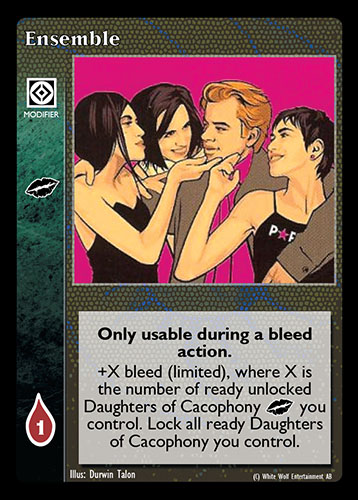 Ensemble
MODIFIER
P★F
Only usable during a bleed
action.
+X bleed (limited), where X is
the number of ready unlocked
Daughters of Cacophony you
control. Lock all ready Daughters
of Cacophony you control.
1
Illus: Durwin Talon
(C) White Wolf Entertainment AB